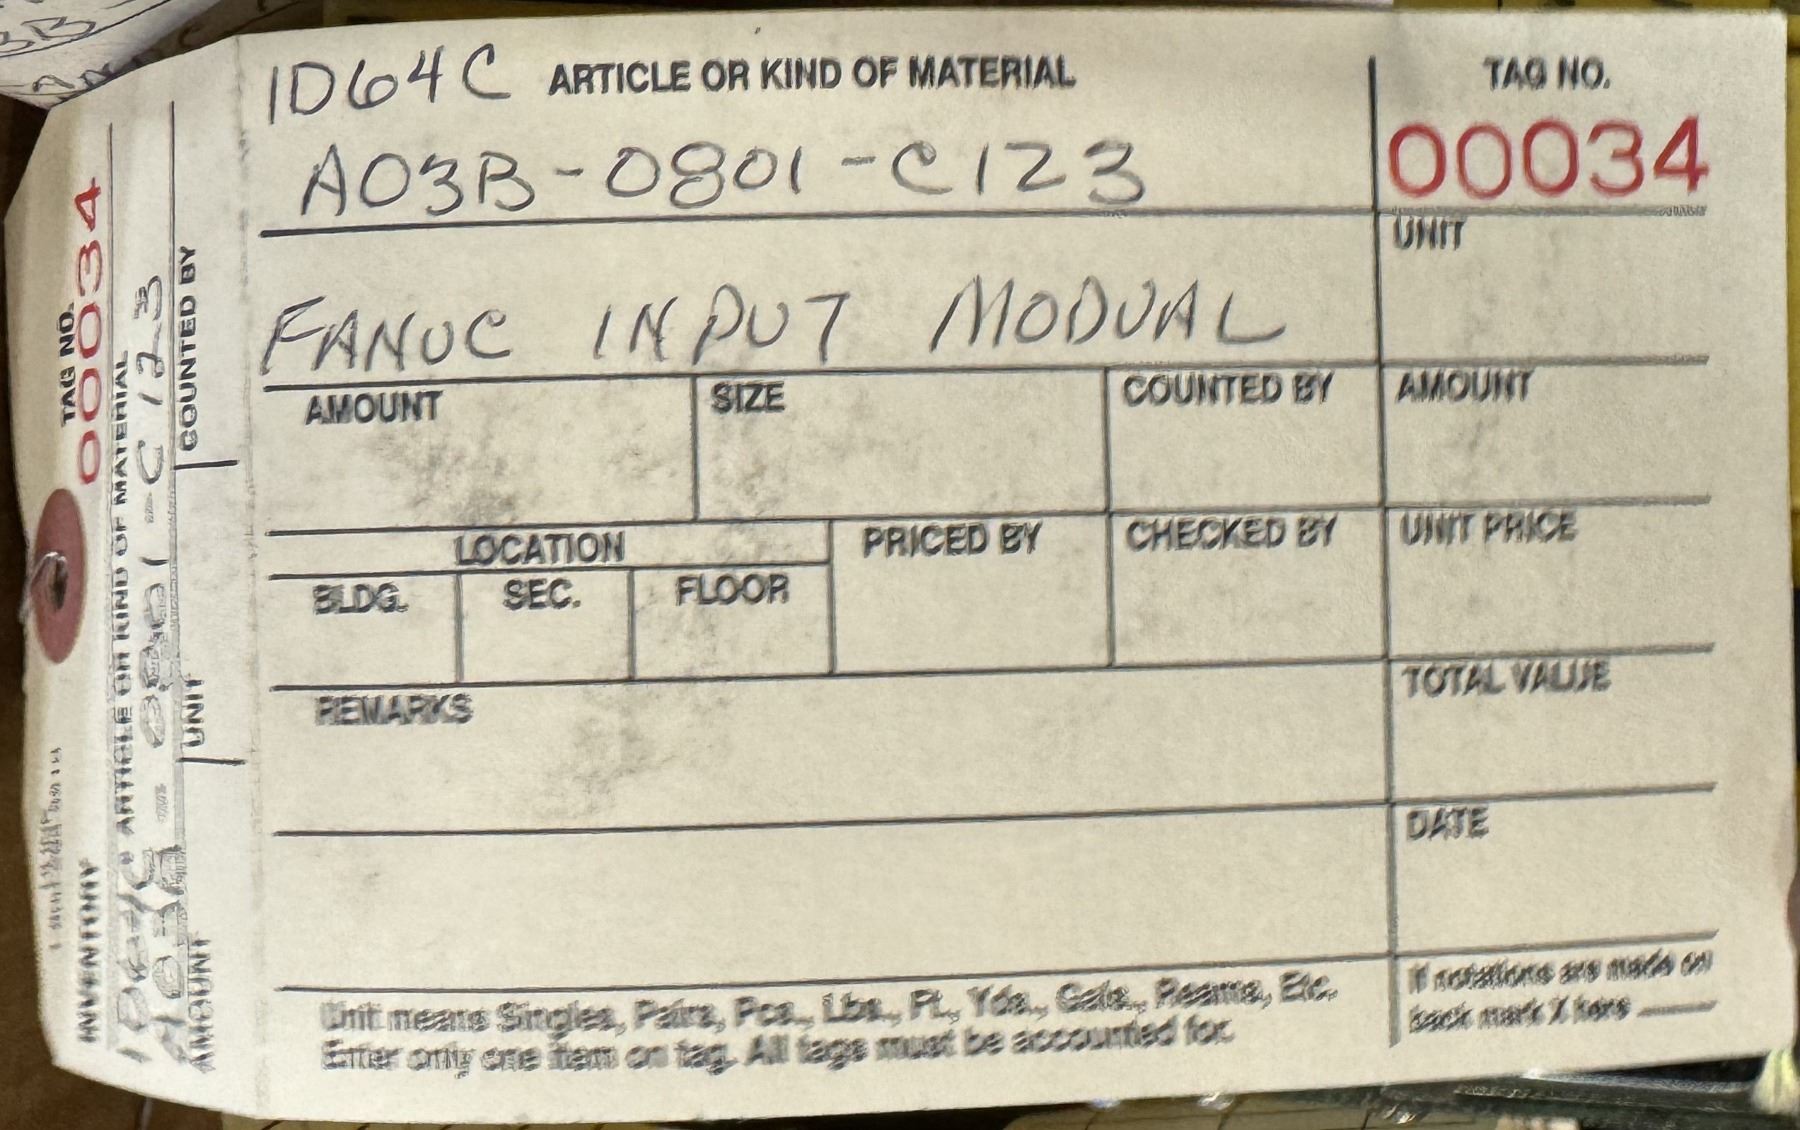 1D64C ARTICLE OR KIND OF MATERIAL
A03B-0801-C123
FANUC INPUT MODUAL
TAG NO.
00034
UNIT
AMOUNT
SIZE
COUNTED BY
AMOUNT
LOCATION
BLDG.
SEC.
FLOOR
PRICED BY
CHECKED BY
UNIT PRICE
REMARKS
TOTAL VALUE
DATE
Unit means Singles, Pairs, Pcs., Lbs., Ft., Yds., Gals., Reams, Etc.
Enter only one item on tag. All tags must be accounted for.
If notations are made on
back mark X here
INVENTORY
TAG NO.
00034
ARTICLE OR KIND OF MATERIAL
-C123
AMOUNT
UNIT
COUNTED BY